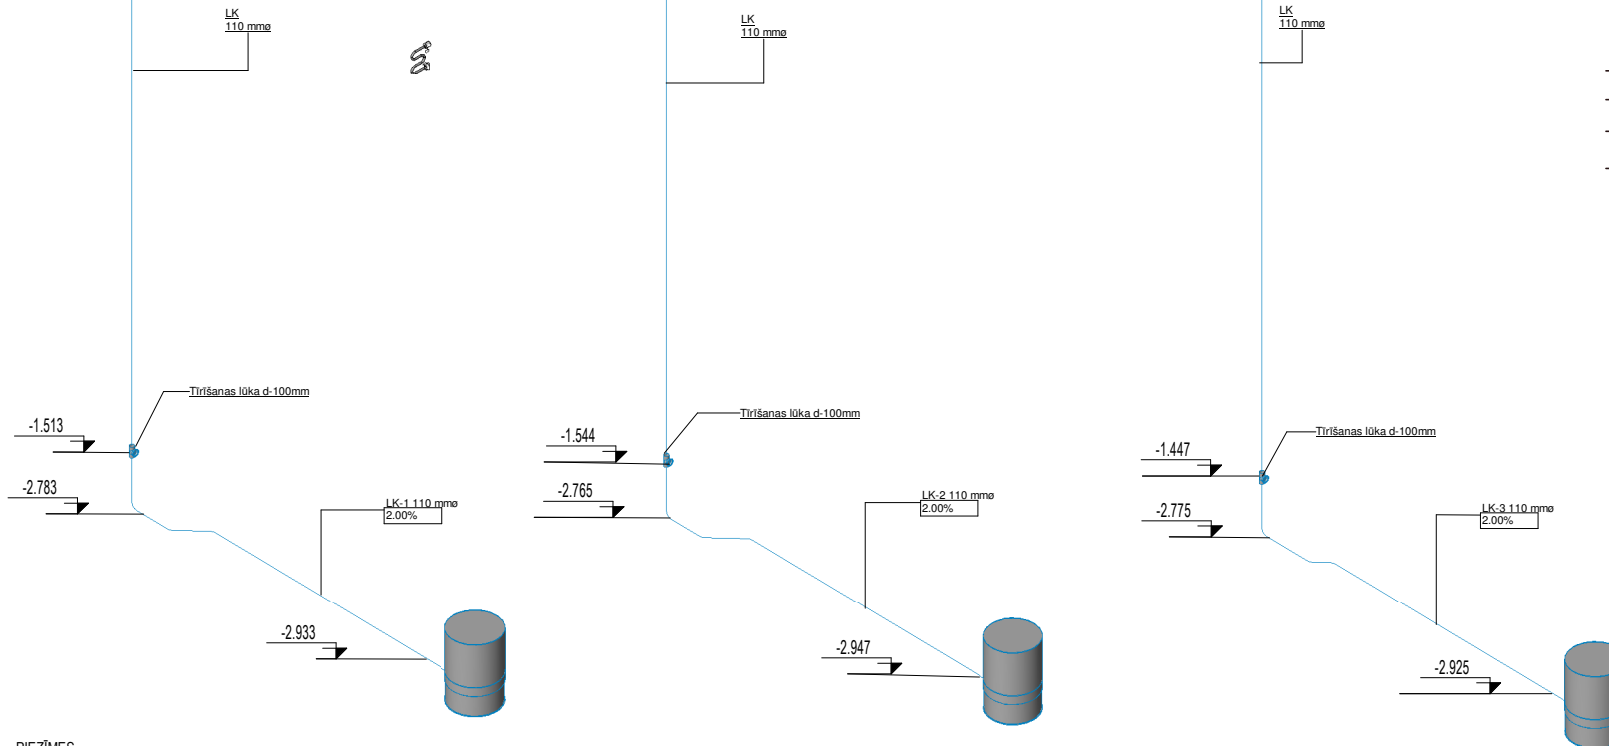 LK
110 mmø
LK
110 mmø
LK
110 mmø
Tīrīšanas lūka d-100mm
-1.513
-2.783
LK-1 110 mmø
2.00%
-2.933
Tīrīšanas lūka d-100mm
-1.544
-2.765
LK-2 110 mmø
2.00%
-2.947
Tīrīšanas lūka d-100mm
-1.447
-2.775
LK-3 110 mmø
2.00%
-2.925